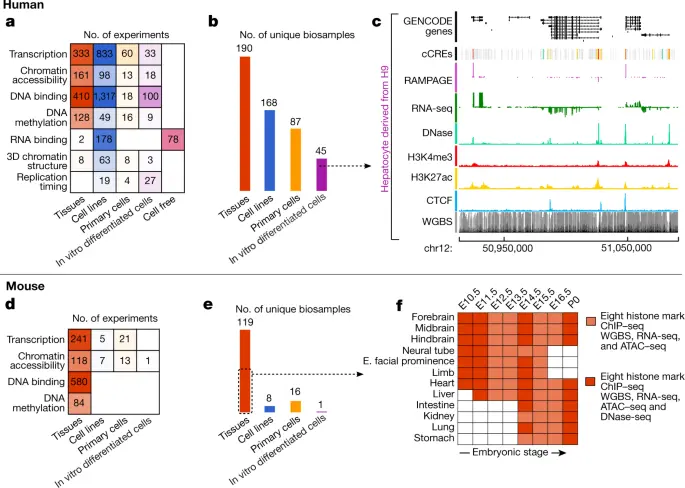 Human
a
No. of experiments
Transcription 333 833 60 33
Chromatin
accessibility 161 98 13 18
DNA binding 410 1,317 18 100
DNA
methylation 128 49 16 9
RNA binding 2 178 78
3D chromatin
structure 8 63 8 3
Replication
timing 19 4 27
Tissues
Cell lines
Primary cells
In vitro differentiated cells
Cell free
b
No. of unique biosamples
190
168
87
45
Tissues
Cell lines
Primary cells
In vitro differentiated cells
c
Hepatocyte derived from H9
GENCODE
genes
cCREs
RAMPAGE
RNA-seq
DNase
H3K4me3
H3K27ac
CTCF
WGBS
chr12: 50,950,000 51,050,000
Mouse
d
No. of experiments
Transcription 241 5 21
Chromatin
accessibility 118 7 13 1
DNA binding 580
DNA
methylation 84
Tissues
Cell lines
Primary cells
In vitro differentiated cells
e
No. of unique biosamples
119
8
16
1
Tissues
Cell lines
Primary cells
In vitro differentiated cells
f
E10.5 E11.5 E12.5 E13.5 E14.5 E15.5 E16.5 P0
Forebrain
Midbrain
Hindbrain
Neural tube
E. facial prominence
Limb
Heart
Liver
Intestine
Kidney
Lung
Stomach
Embryonic stage
Eight histone mark
ChIP–seq
WGBS, RNA-seq,
and ATAC–seq
Eight histone mark
ChIP–seq
WGBS, RNA-seq,
ATAC–seq and
DNase-seq